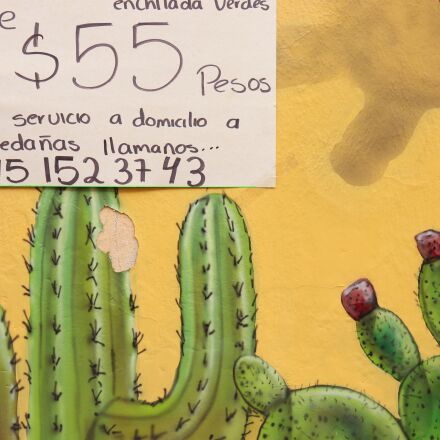 enchilada verdes
e $55 Pesos
servicio a domicilio a
edañas llamanos...
15 152 37 43